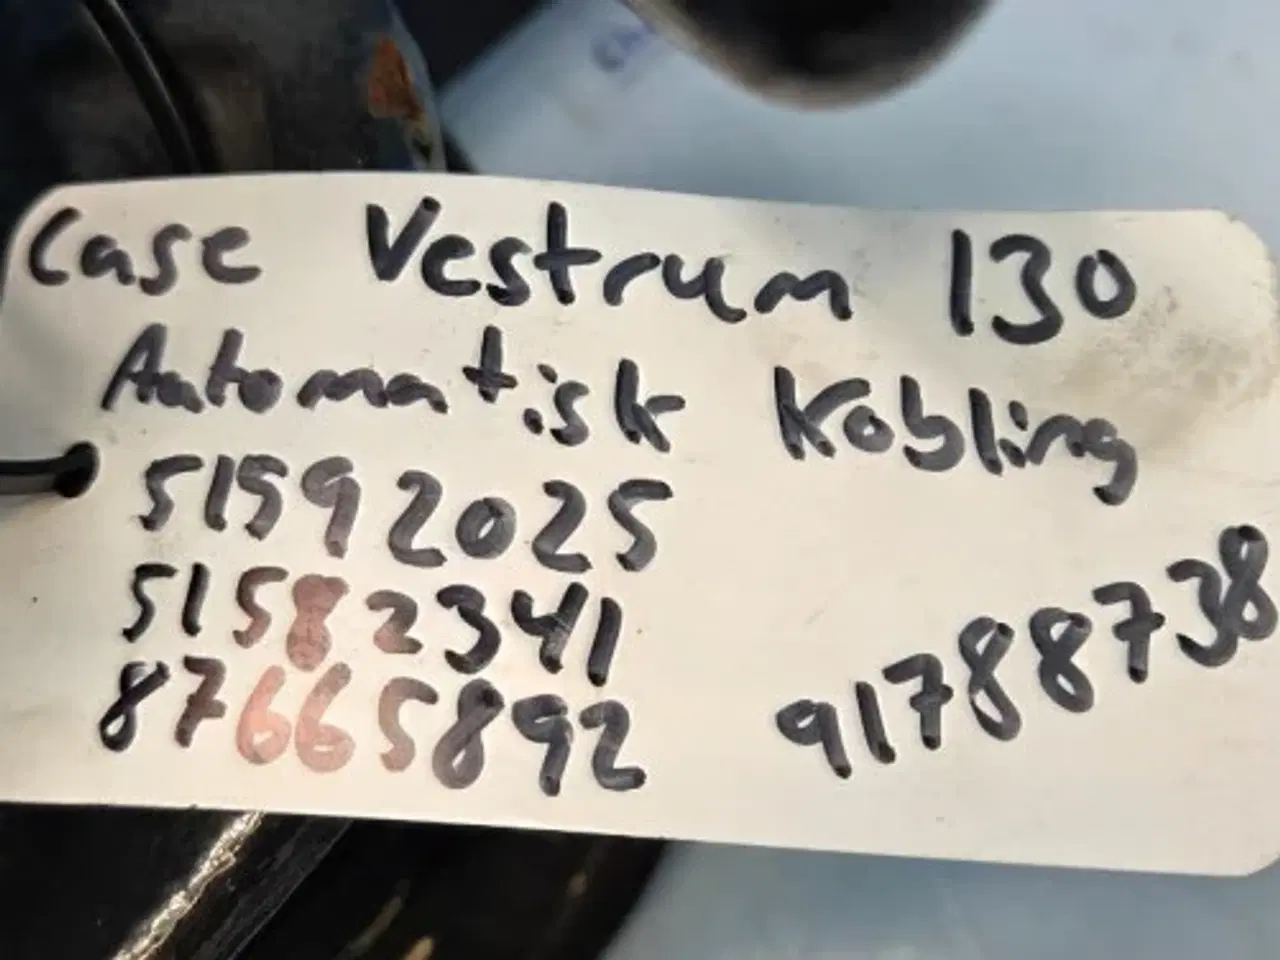 Case Vestrum 130
Automatisk Kobling
51592025
51582341
87665892
91788738